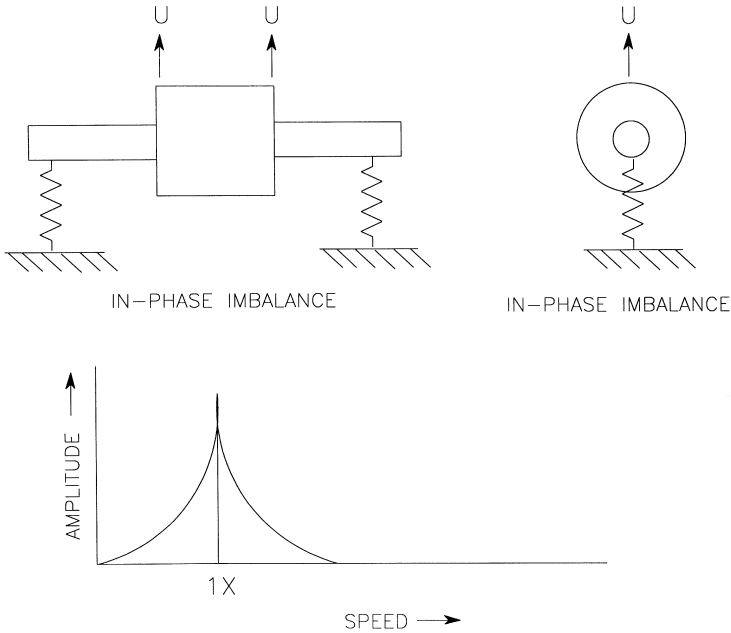 U U U
IN-PHASE IMBALANCE
IN-PHASE IMBALANCE
AMPLITUDE
1X
SPEED